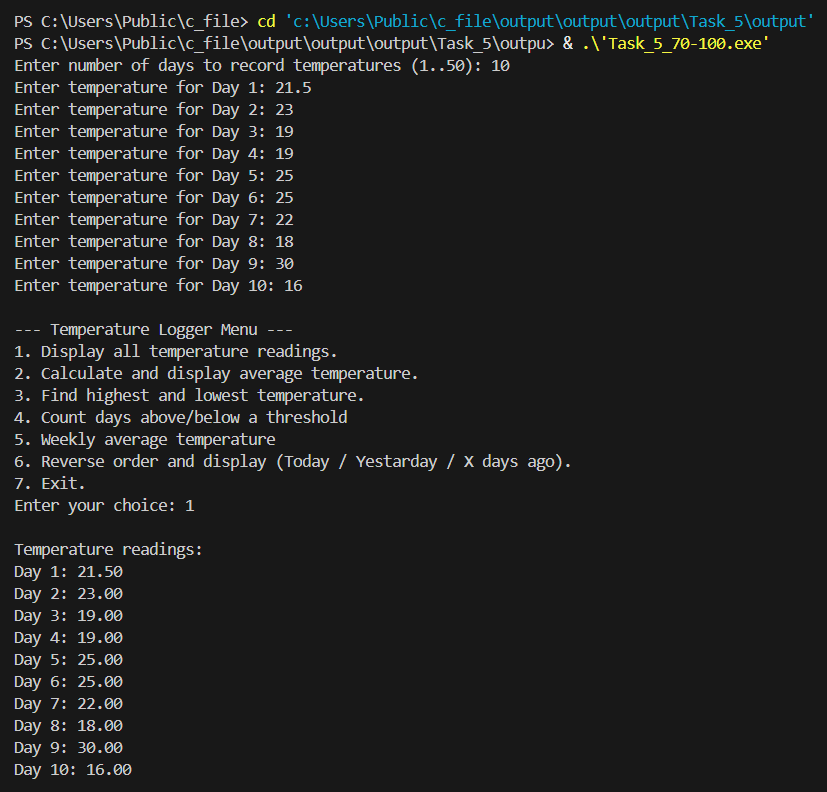 PS C:\Users\Public\c_file> cd 'c:\Users\Public\c_file\output\output\output\Task_5\output'
PS C:\Users\Public\c_file\output\output\output\Task_5\outpu> & .\'Task_5_70-100.exe'
Enter number of days to record temperatures (1..50): 10
Enter temperature for Day 1: 21.5
Enter temperature for Day 2: 23
Enter temperature for Day 3: 19
Enter temperature for Day 4: 19
Enter temperature for Day 5: 25
Enter temperature for Day 6: 25
Enter temperature for Day 7: 22
Enter temperature for Day 8: 18
Enter temperature for Day 9: 30
Enter temperature for Day 10: 16
--- Temperature Logger Menu ---
1. Display all temperature readings.
2. Calculate and display average temperature.
3. Find highest and lowest temperature.
4. Count days above/below a threshold
5. Weekly average temperature
6. Reverse order and display (Today / Yestarday / X days ago).
7. Exit.
Enter your choice: 1
Temperature readings:
Day 1: 21.50
Day 2: 23.00
Day 3: 19.00
Day 4: 19.00
Day 5: 25.00
Day 6: 25.00
Day 7: 22.00
Day 8: 18.00
Day 9: 30.00
Day 10: 16.00